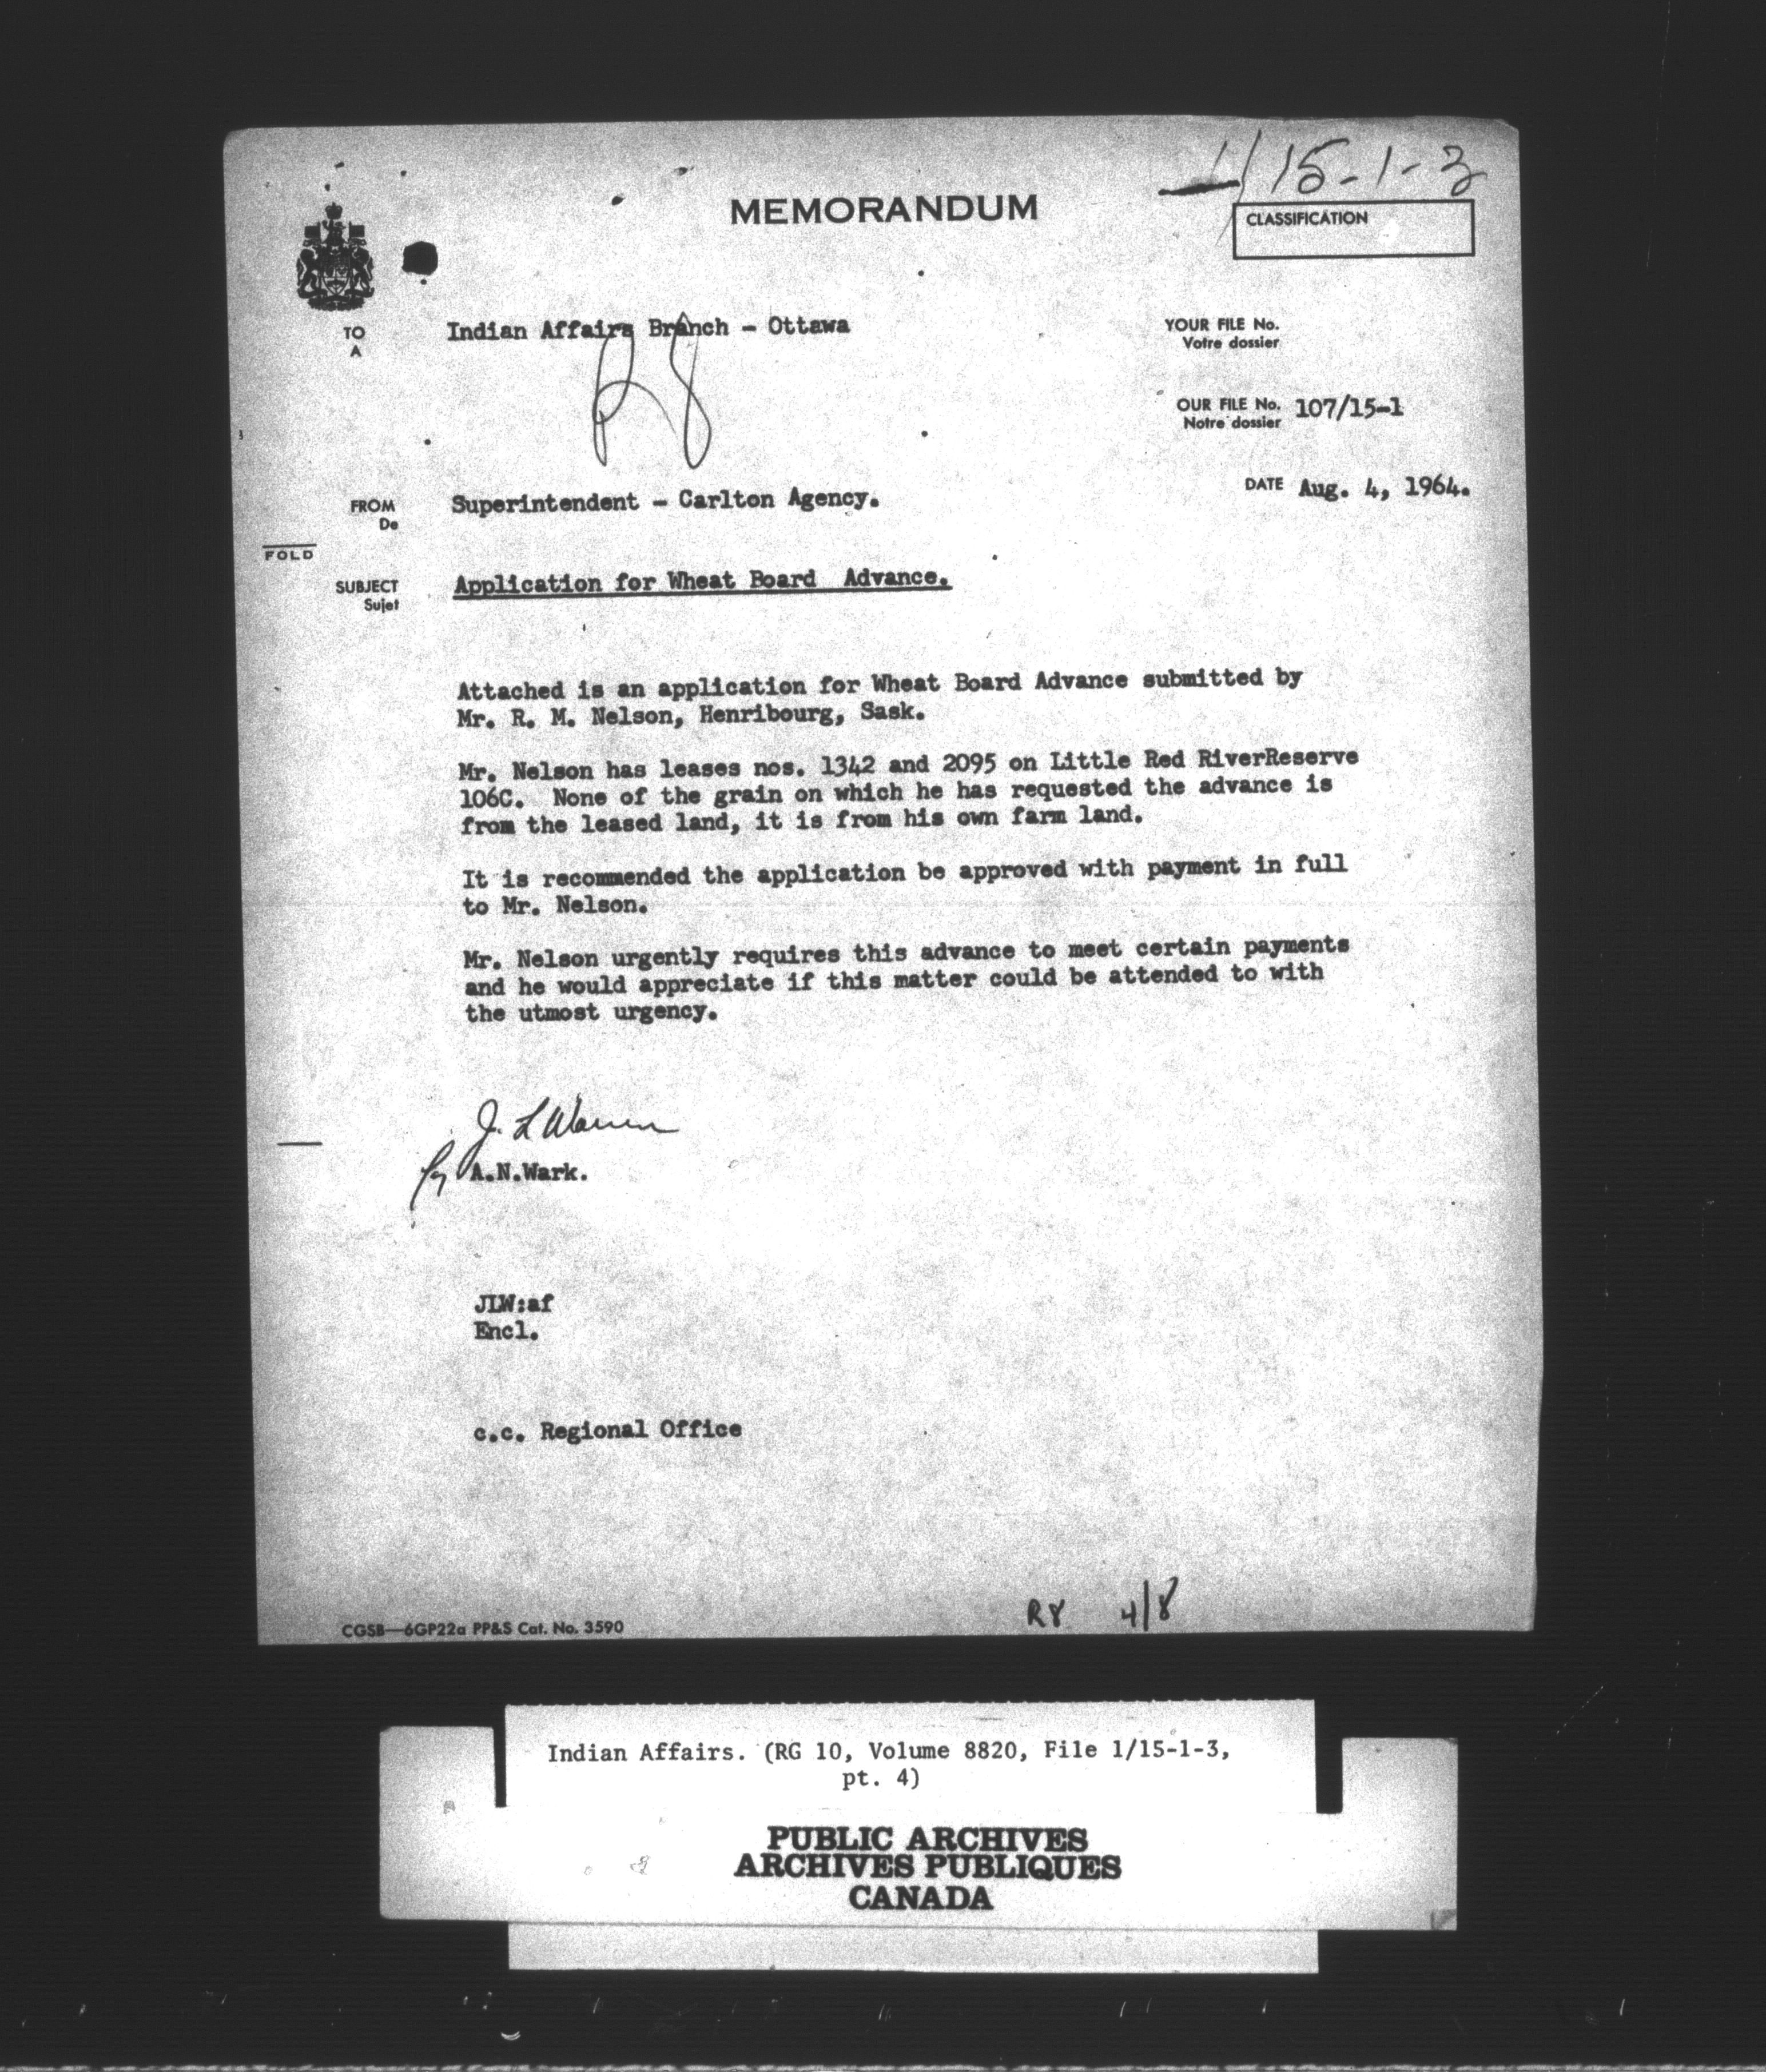 1/15-1-3
MEMORANDUM
CLASSIFICATION
TO
A
Indian Affairs Branch - Ottawa
YOUR FILE No.
Votre dossier
R8
OUR FILE No. 107/15-1
Notre dossier
DATE Aug. 4, 1964.
FROM
De
Superintendent - Carlton Agency.
FOLD
SUBJECT
Sujet
Application for Wheat Board Advance.
Attached is an application for Wheat Board Advance submitted by
Mr. R. M. Nelson, Henribourg, Sask.
Mr. Nelson has leases nos. 1342 and 2095 on Little Red RiverReserve
106C. None of the grain on which he has requested the advance is
from the leased land, it is from his own farm land.
It is recommended the application be approved with payment in full
to Mr. Nelson.
Mr. Nelson urgently requires this advance to meet certain payments
and he would appreciate if this matter could be attended to with
the utmost urgency.
J. L Warren
for A.N.Wark.
JLW:af
Encl.
c.c. Regional Office
R8 4/8
CGSB—6GP22a PP&S Cat. No. 3590
Indian Affairs. (RG 10, Volume 8820, File 1/15-1-3,
pt. 4)
PUBLIC ARCHIVES
ARCHIVES PUBLIQUES
CANADA